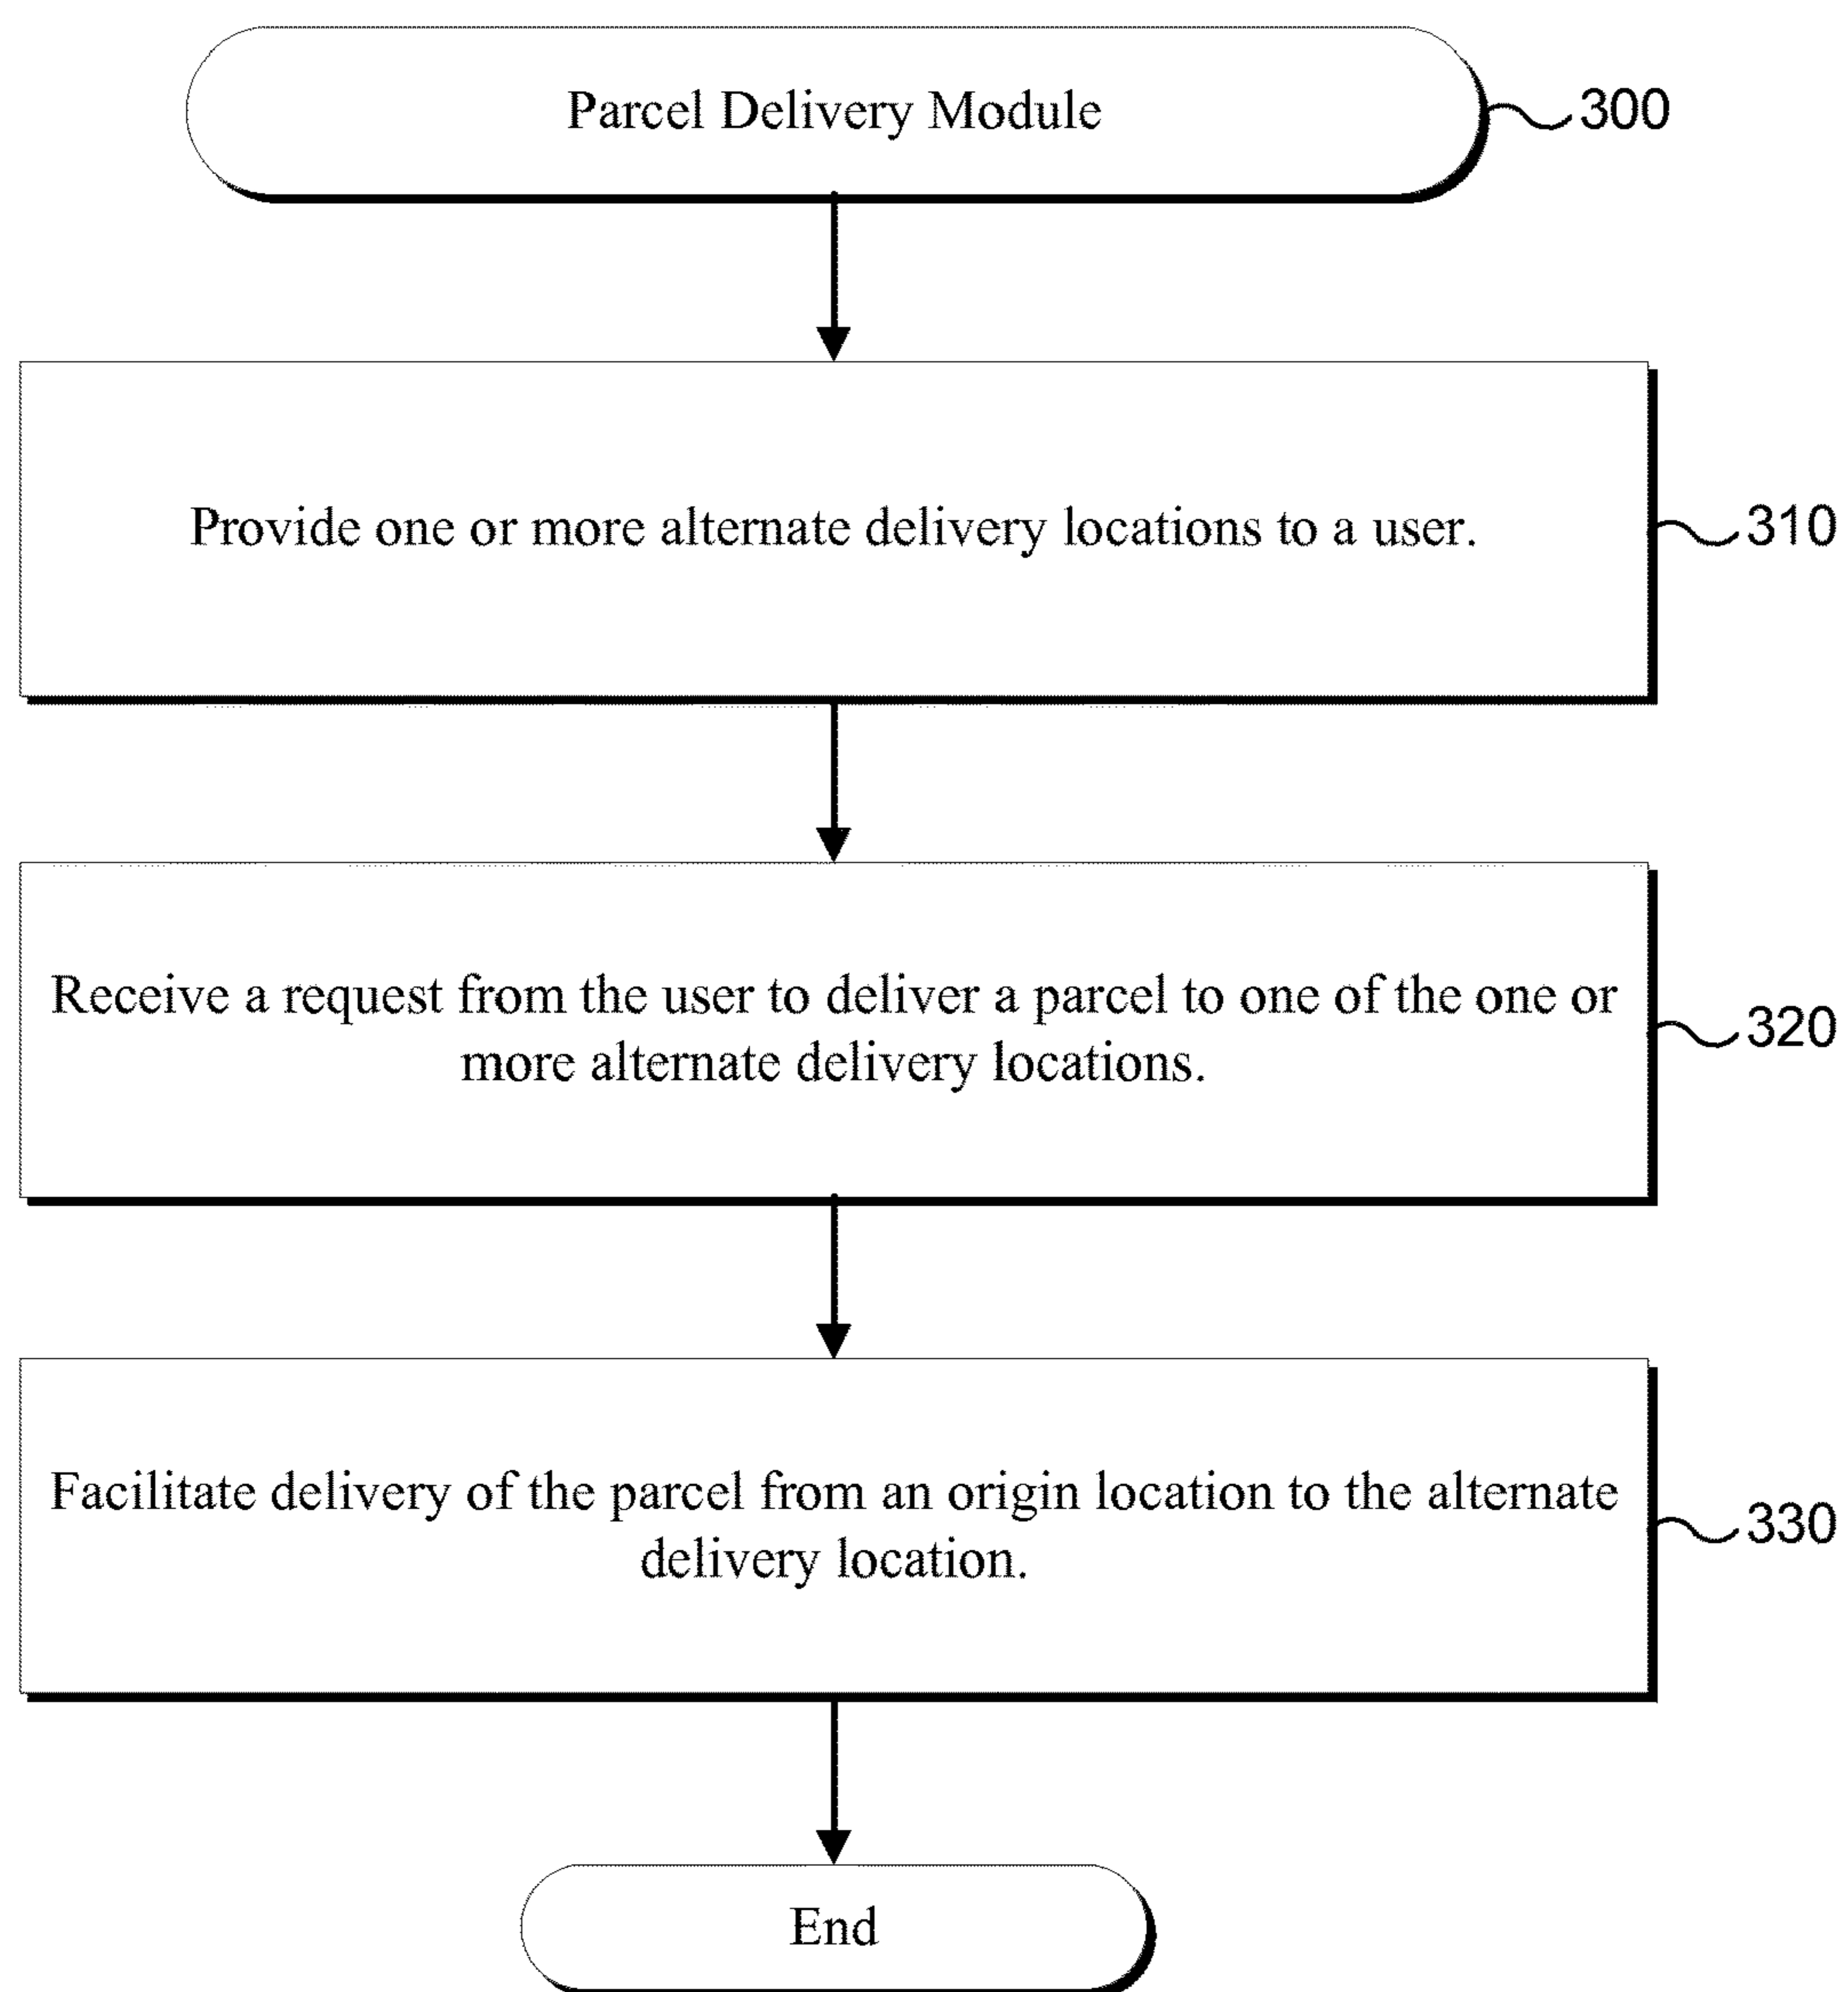 Parcel Delivery Module
300
Provide one or more alternate delivery locations to a user.
310
Receive a request from the user to deliver a parcel to one of the one or
more alternate delivery locations.
320
Facilitate delivery of the parcel from an origin location to the alternate
delivery location.
330
End